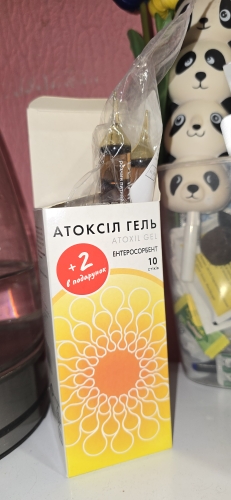 АТОКСІЛ ГЕЛЬ
ATOXIL GEL
ЕНТЕРОСОРБЕНТ
10
СТІКІВ
+ 2
в подарунок